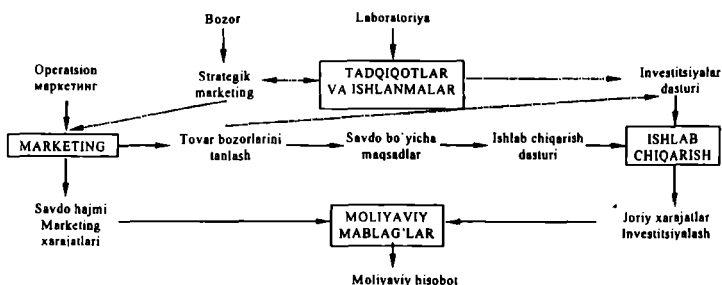 Bozor
Laboratoriya
Operatsion
маркетинг
Strategik
marketing
TADQIQOTLAR
VA ISHLANMALAR
Investitsiyalar
dasturi
MARKETING
Tovar bozorlarini
tanlash
Savdo bo`yicha
maqsadlar
Ishlab chiqarish
dasturi
ISHLAB
CHIQARISH
Savdo hajmi
Marketing
xarajatlari
MOLIYAVIY
MABLAG'LAR
Joriy xarajatlar
Investitsiyalash
Moliyaviy hisobot